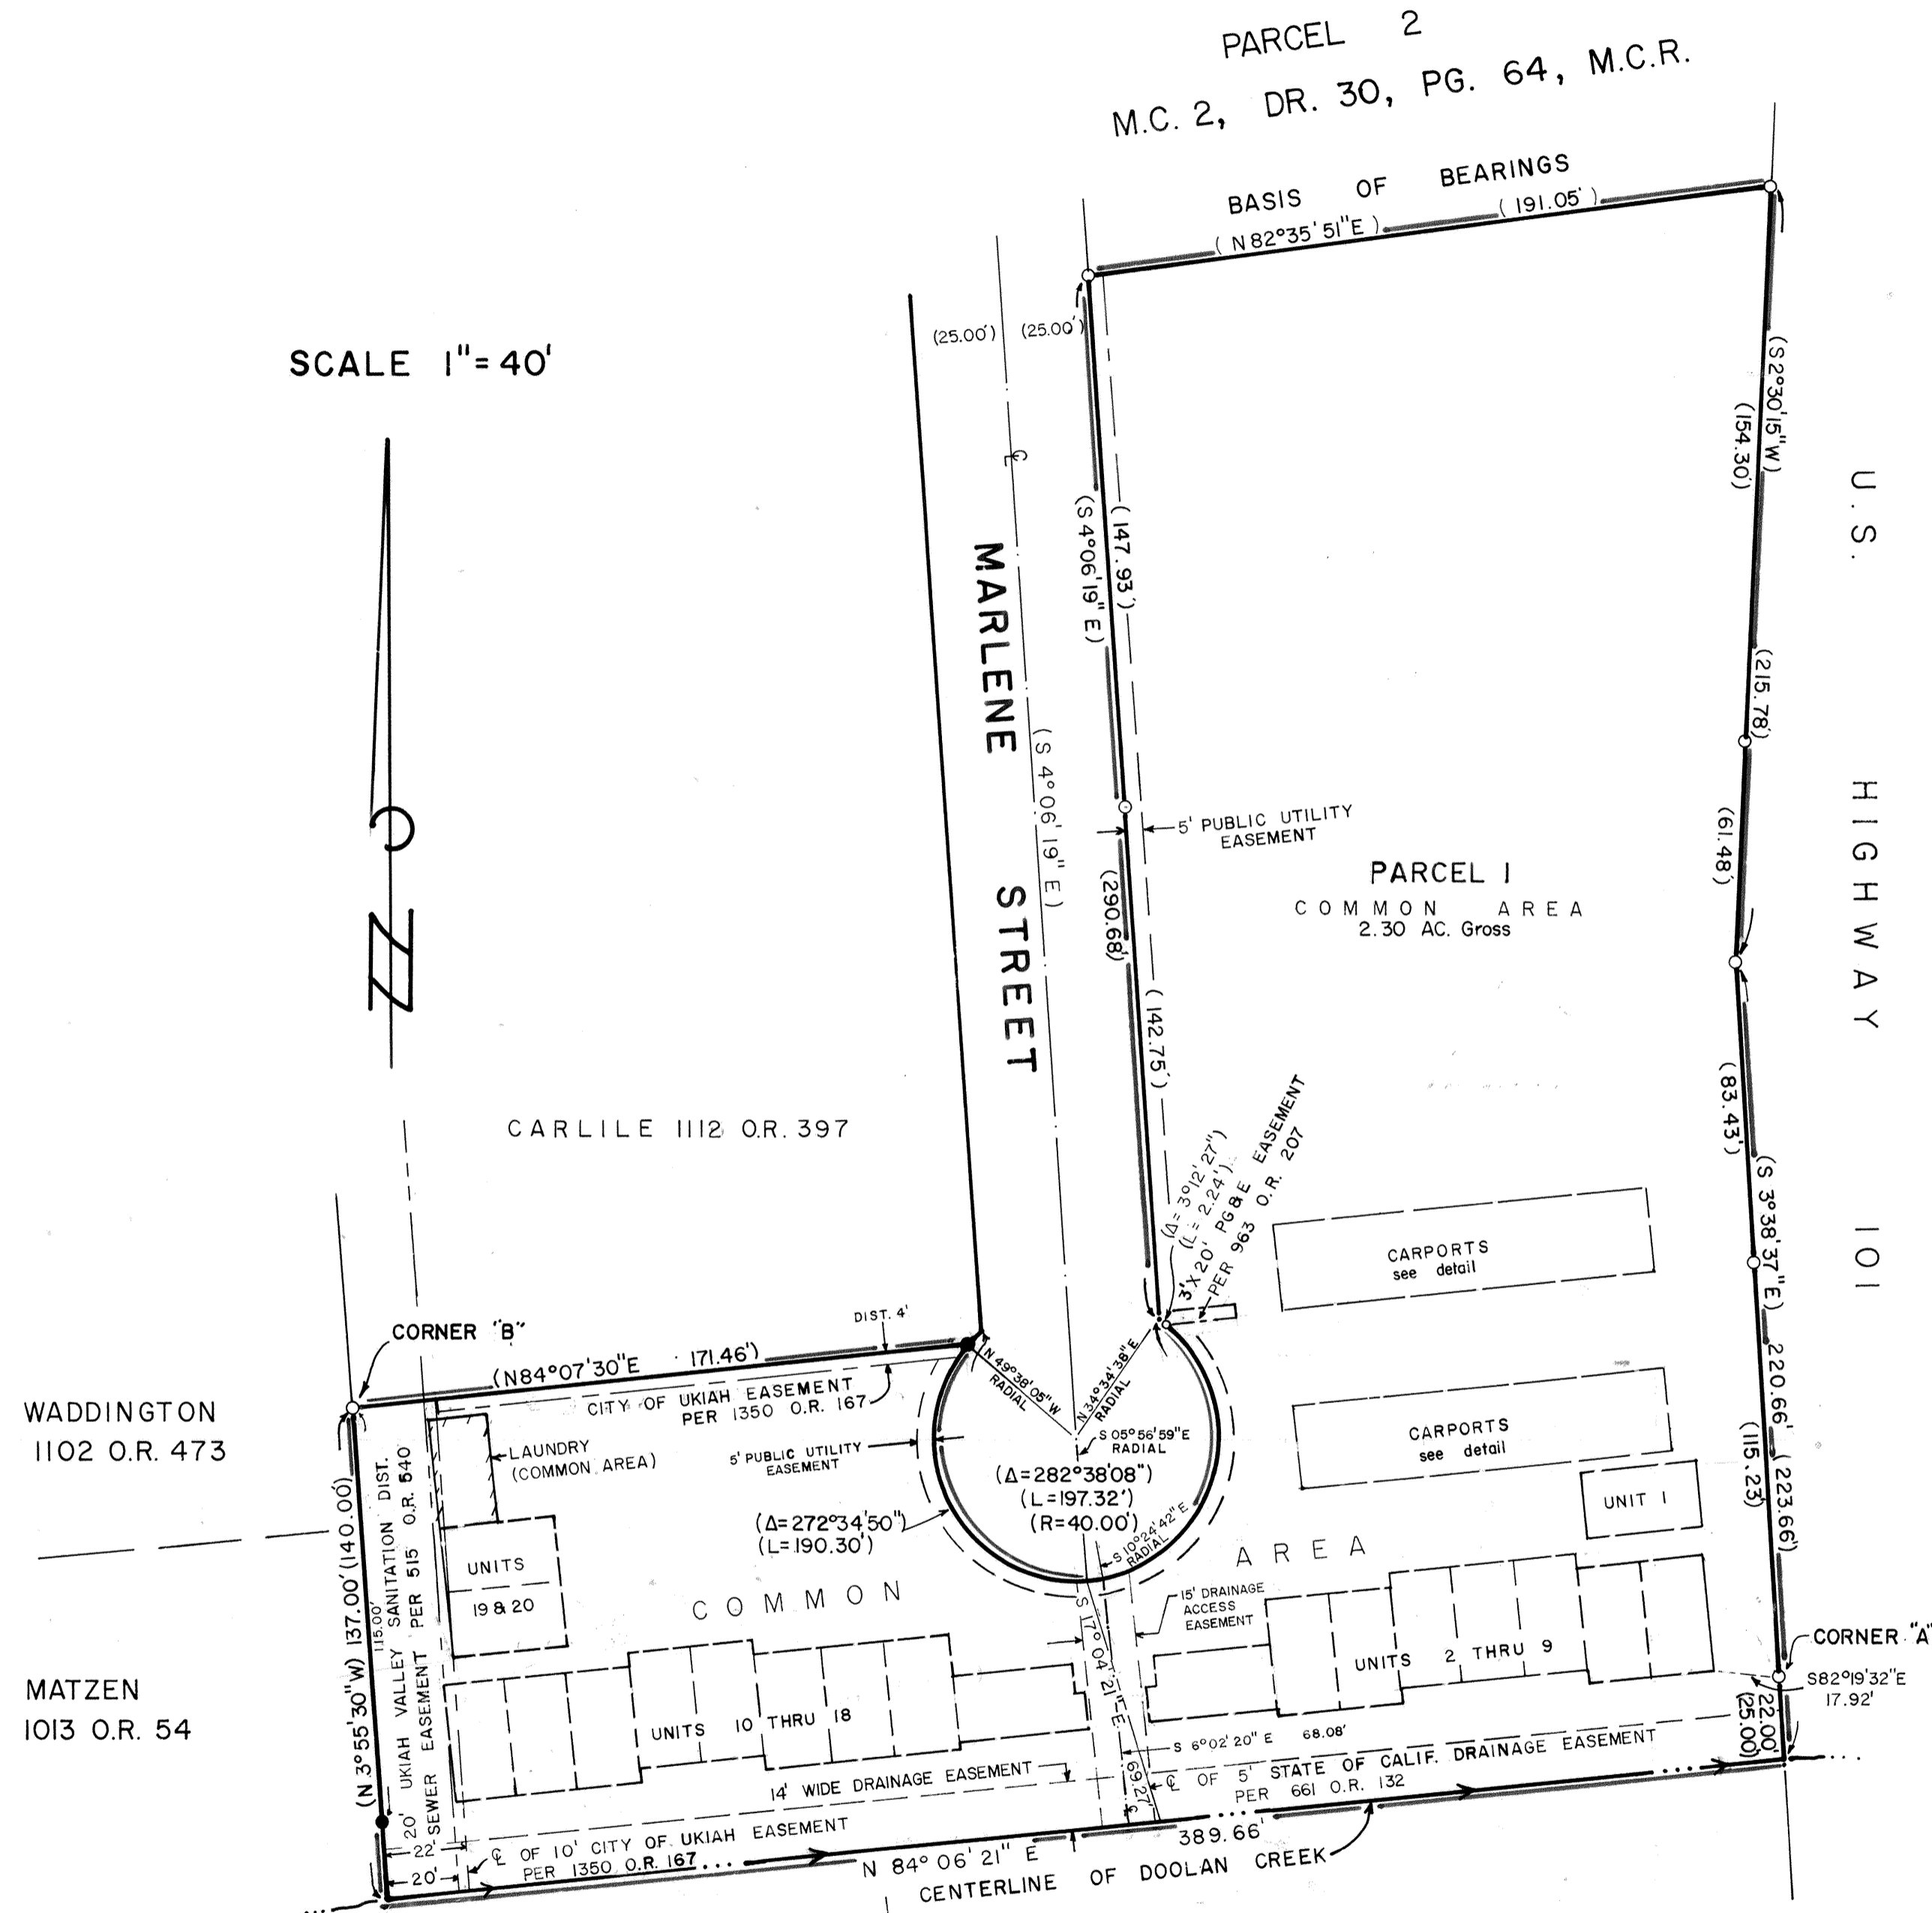 PARCEL 2
M.C. 2, DR. 30, PG. 64, M.C.R.
BASIS OF BEARINGS
( N 82°35'51"E ) ( 191.05' )
SCALE 1"= 40'
(25.00') (25.00')
℄
MARLENE STREET
(S 4°06'19" E)
(S 4°06'19" E)
( 147.93' )
(290.68')
( 142.75' )
5' PUBLIC UTILITY
EASEMENT
(S 2°30'15"W)
(154.30')
(215.78')
(61.48')
(83.43')
(S 3°38'37"E)
220.66' ( 223.66')
(115.23')
U.S. HIGHWAY 101
PARCEL 1
COMMON AREA
2.30 AC. Gross
N
CARLILE 1112 O.R. 397
(Δ= 3°12'27")
(L = 2.24')
3' X 20' PG&E EASEMENT
PER 963 O.R. 207
CARPORTS
see detail
CARPORTS
see detail
UNIT 1
CORNER "B"
DIST. 4'
(N84°07'30"E 171.46')
CITY OF UKIAH EASEMENT
PER 1350 O.R. 167
WADDINGTON
1102 O.R. 473
LAUNDRY
(COMMON AREA)
5' PUBLIC UTILITY
EASEMENT
N 49°38'05"W
RADIAL
N 34°34'38"E
RADIAL
S 05°56'59"E
RADIAL
(Δ=282°38'08")
(L=197.32')
(R=40.00')
(Δ=272°34'50")
(L=190.30')
S 10°24'42"E
RADIAL
COMMON AREA
15' DRAINAGE
ACCESS
EASEMENT
UNITS
19 & 20
MATZEN
1013 O.R. 54
(N 3°55'30"W) 137.00' (140.00')
115.00'
20' UKIAH VALLEY SANITATION DIST.
SEWER EASEMENT PER 515 O.R. 540
UNITS 10 THRU 18
UNITS 2 THRU 9
CORNER "A"
S82°19'32"E
17.92'
22.00'
(25.00')
S 17°04'21"E
69.27'
S 6°02'20" E 68.08'
℄ OF 5' STATE OF CALIF. DRAINAGE EASEMENT
PER 661 O.R. 132
14' WIDE DRAINAGE EASEMENT
22'
20'
℄ OF 10' CITY OF UKIAH EASEMENT
PER 1350 O.R. 167
℄
N 84° 06' 21" E 389.66'
CENTERLINE OF DOOLAN CREEK